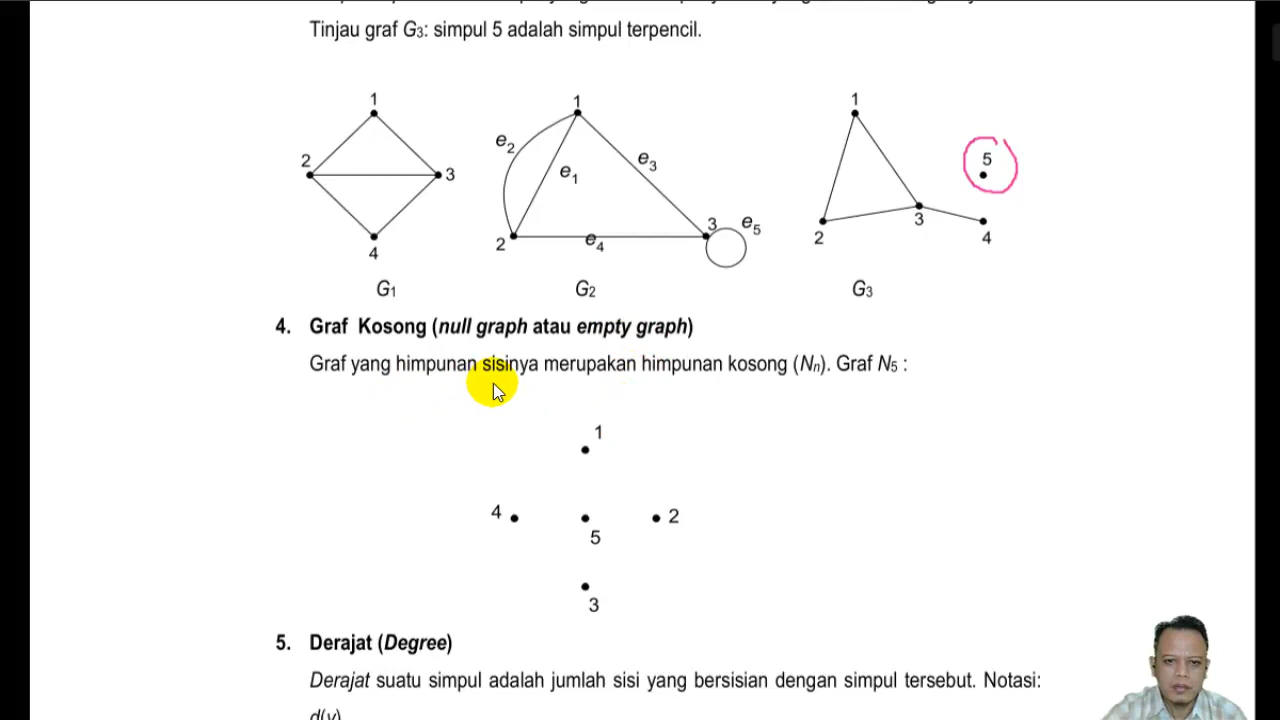 Tinjau graf G3: simpul 5 adalah simpul terpencil.
1
2
3
4
G1
1
e2
e1
e3
2
e4
3
e5
G2
1
5
2
3
4
G3
4. Graf Kosong (null graph atau empty graph)
Graf yang himpunan sisinya merupakan himpunan kosong (Nn). Graf N5 :
1
4
2
5
3
5. Derajat (Degree)
Derajat suatu simpul adalah jumlah sisi yang bersisian dengan simpul tersebut. Notasi:
d(v)